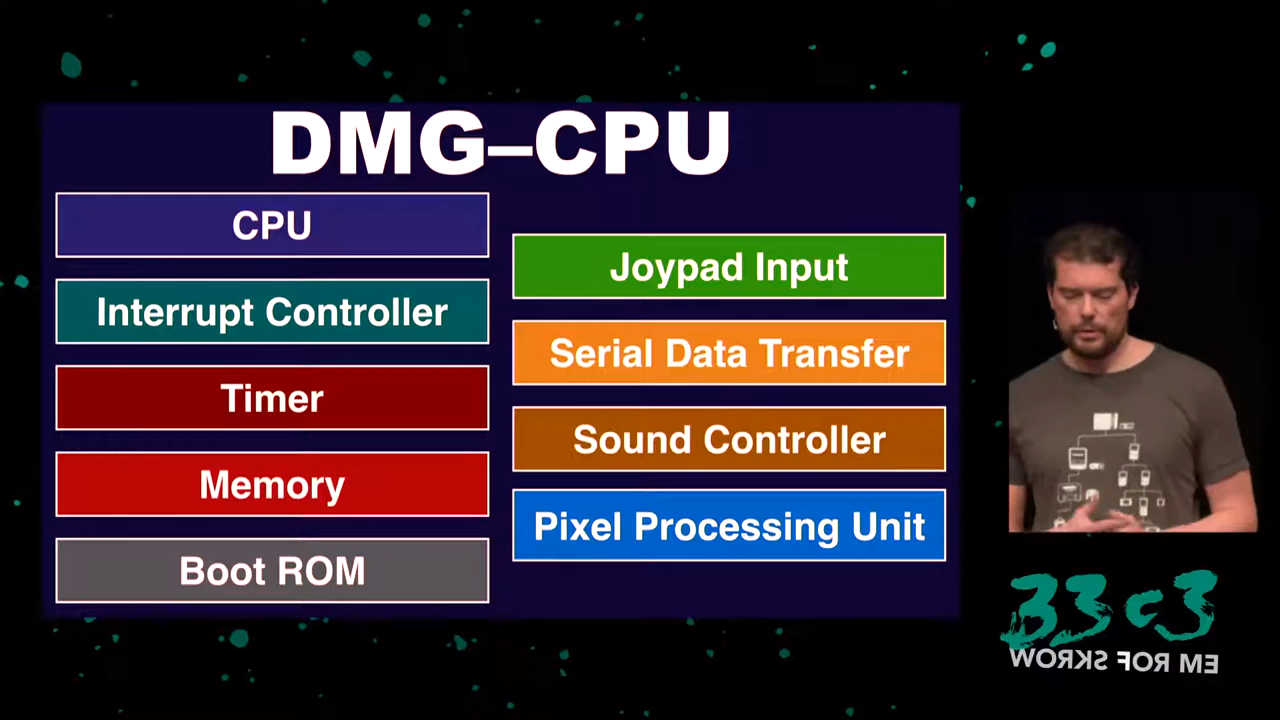 DMG–CPU
CPU
Interrupt Controller
Timer
Memory
Boot ROM
Joypad Input
Serial Data Transfer
Sound Controller
Pixel Processing Unit
33c3
WORKS FOR ME